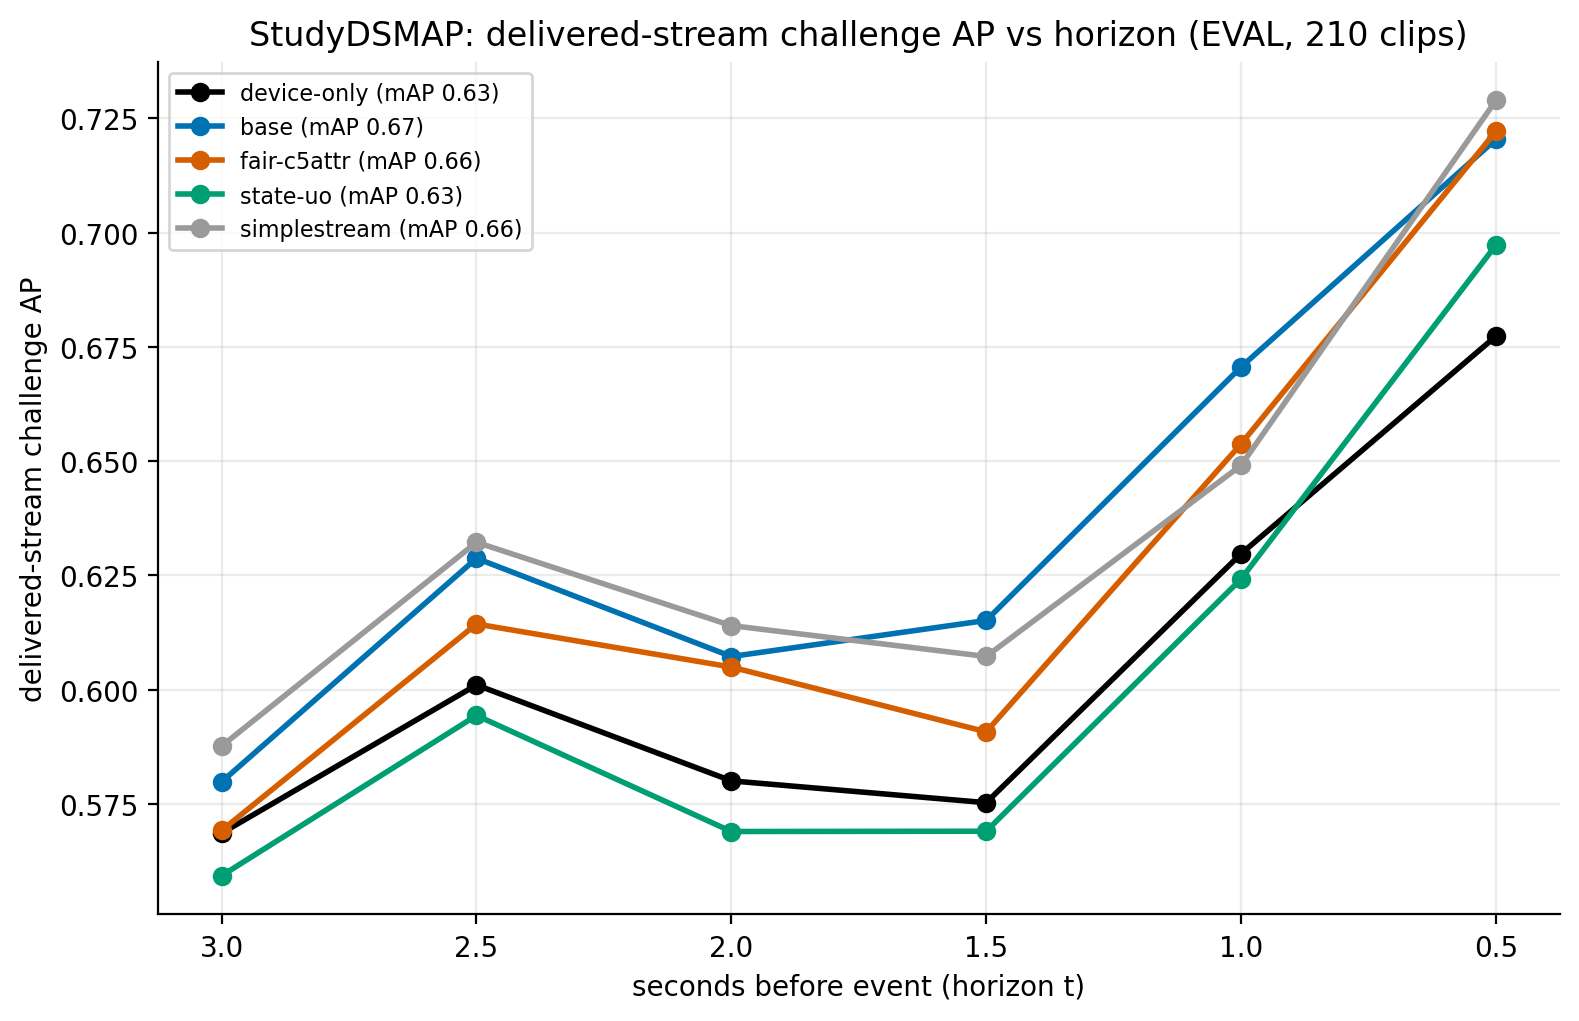 StudyDSMAP: delivered-stream challenge AP vs horizon (EVAL, 210 clips)
device-only (mAP 0.63)
base (mAP 0.67)
fair-c5attr (mAP 0.66)
state-uo (mAP 0.63)
simplestream (mAP 0.66)
delivered-stream challenge AP
0.725
0.700
0.675
0.650
0.625
0.600
0.575
3.0 2.5 2.0 1.5 1.0 0.5
seconds before event (horizon t)